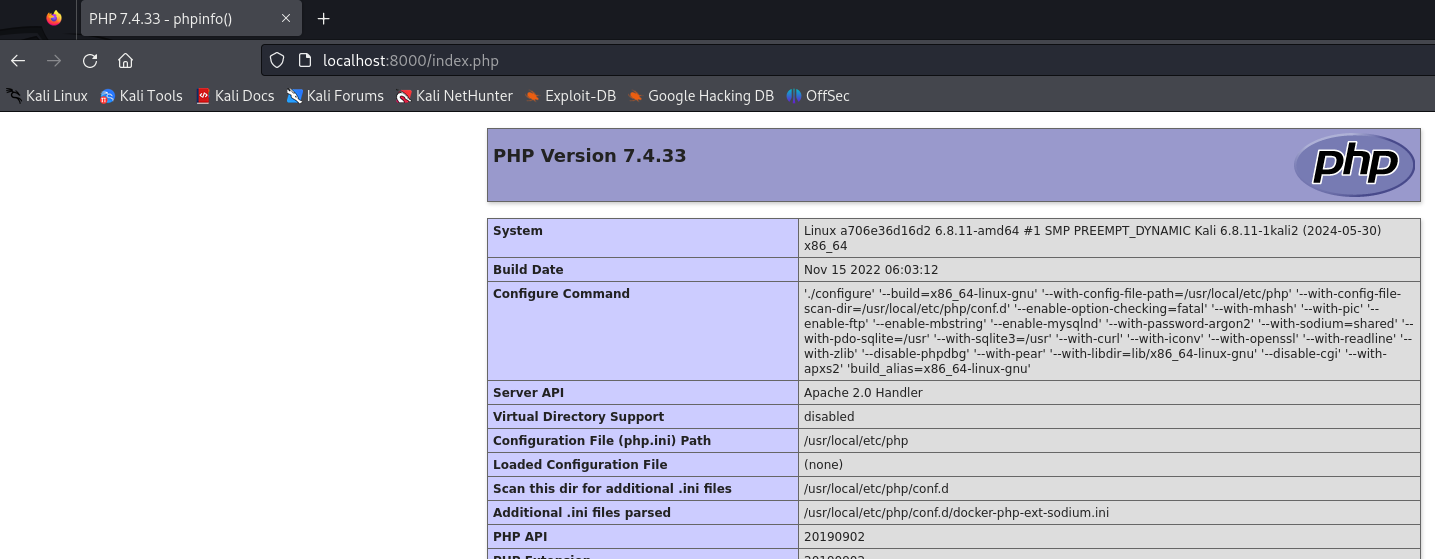 PHP 7.4.33 - phpinfo()
localhost:8000/index.php
Kali Linux Kali Tools Kali Docs Kali Forums Kali NetHunter Exploit-DB Google Hacking DB OffSec
PHP Version 7.4.33
php
System Linux a706e36d16d2 6.8.11-amd64 #1 SMP PREEMPT_DYNAMIC Kali 6.8.11-1kali2 (2024-05-30)
x86_64
Build Date Nov 15 2022 06:03:12
Configure Command './configure' '--build=x86_64-linux-gnu' '--with-config-file-path=/usr/local/etc/php' '--with-config-file-
scan-dir=/usr/local/etc/php/conf.d' '--enable-option-checking=fatal' '--with-mhash' '--with-pic' '--
enable-ftp' '--enable-mbstring' '--enable-mysqlnd' '--with-password-argon2' '--with-sodium=shared' '--
with-pdo-sqlite=/usr' '--with-sqlite3=/usr' '--with-curl' '--with-iconv' '--with-openssl' '--with-readline' '--
with-zlib' '--disable-phpdbg' '--with-pear' '--with-libdir=lib/x86_64-linux-gnu' '--disable-cgi' '--with-
apxs2' 'build_alias=x86_64-linux-gnu'
Server API Apache 2.0 Handler
Virtual Directory Support disabled
Configuration File (php.ini) Path /usr/local/etc/php
Loaded Configuration File (none)
Scan this dir for additional .ini files /usr/local/etc/php/conf.d
Additional .ini files parsed /usr/local/etc/php/conf.d/docker-php-ext-sodium.ini
PHP API 20190902
PHP Extension 20190902